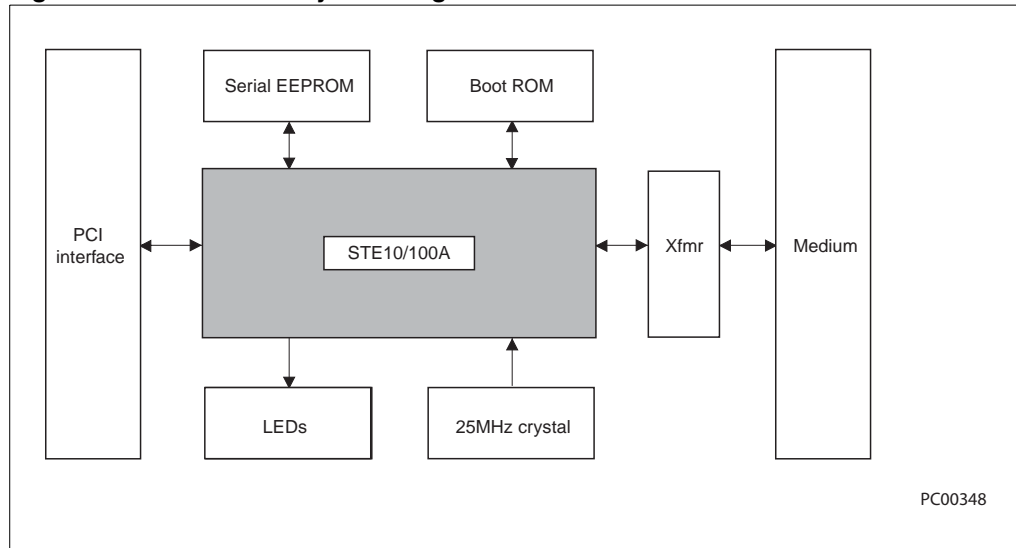 Serial EEPROM
Boot ROM
PCI
interface
STE10/100A
Xfmr
Medium
LEDs
25MHz crystal
PC00348